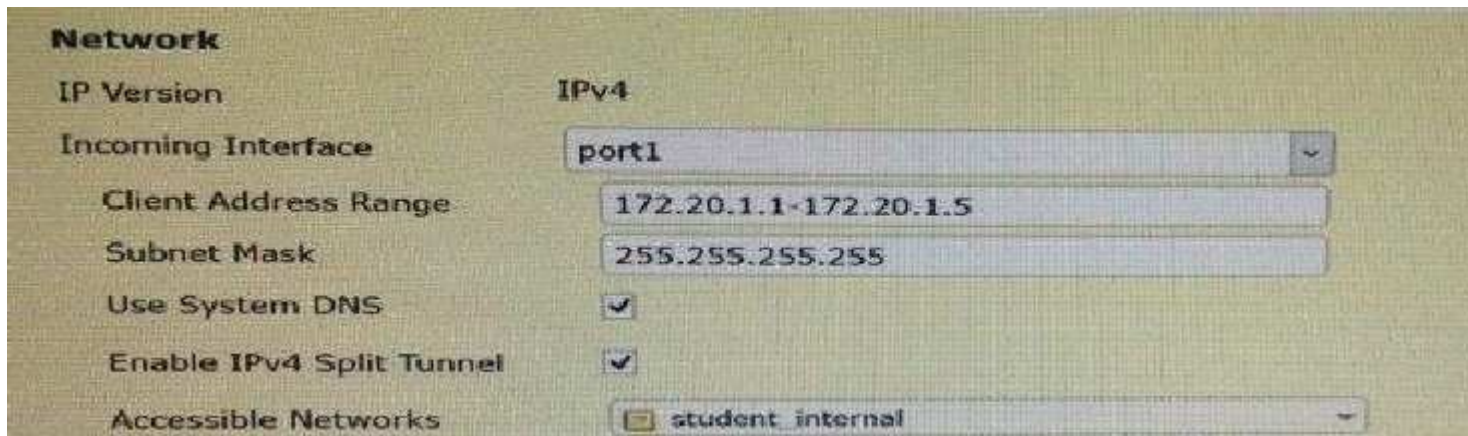 Network
IP Version IPv4
Incoming Interface port1
Client Address Range 172.20.1.1-172.20.1.5
Subnet Mask 255.255.255.255
Use System DNS
Enable IPv4 Split Tunnel
Accessible Networks student_internal